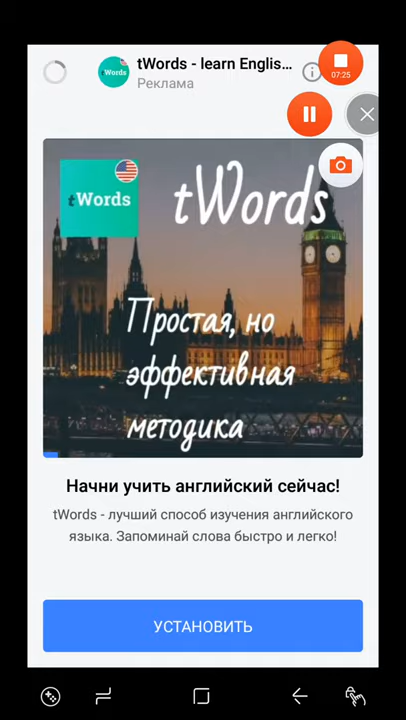 tWords - learn Englis...
Реклама
07:25
tWords
tWords
tWords
Простая, но
эффективная
методика
Начни учить английский сейчас!
tWords - лучший способ изучения английского
языка. Запоминай слова быстро и легко!
УСТАНОВИТЬ